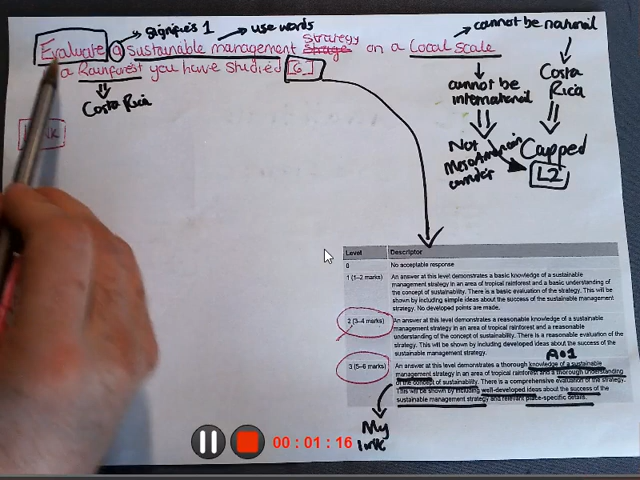 signifies 1
use words
cannot be national
Evaluate a sustainable management strategy on a local scale
a Rainforest you have studied [6]
Costa Rica
LINK
cannot be international
Costa Rica
Not MesoAmerican corridor
Capped L2
Level Descriptor
0 No acceptable response
1 (1–2 marks) An answer at this level demonstrates a basic knowledge of a sustainable
management strategy in an area of tropical rainforest and a basic understanding
of the concept of sustainability. There is a basic evaluation of the strategy. This will be
shown by including simple ideas about the success of the sustainable management
strategy. No developed points are made.
2 (3–4 marks) An answer at this level demonstrates a reasonable knowledge of a sustainable
management strategy in an area of tropical rainforest and a reasonable
understanding of the concept of sustainability. There is a reasonable evaluation of the
strategy. This will be shown by including developed ideas about the success of the
sustainable management strategy.
AO1
3 (5–6 marks) An answer at this level demonstrates a thorough knowledge of a sustainable
management strategy in an area of tropical rainforest and a thorough understanding
of the concept of sustainability. There is a comprehensive evaluation of the strategy.
This will be shown by including well-developed ideas about the success of the
sustainable management strategy and relevant place-specific details.
My link
00:01:16